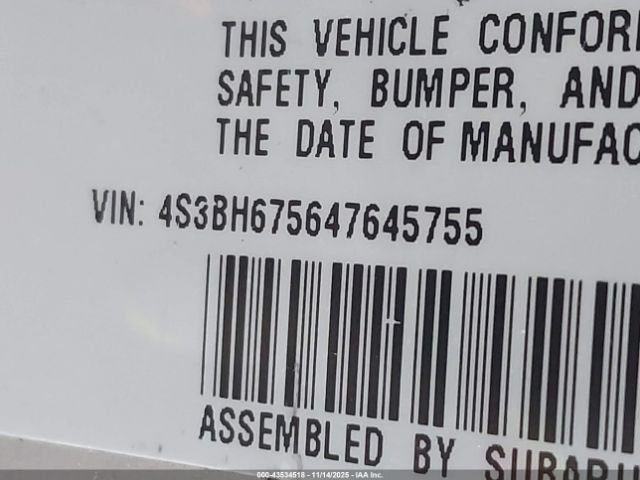 THIS VEHICLE CONFOR
SAFETY, BUMPER, AND
THE DATE OF MANUFAC
VIN: 4S3BH675647645755
ASSEMBLED BY SUBARU
000-43534518 - 11/14/2025 - IAA Inc.